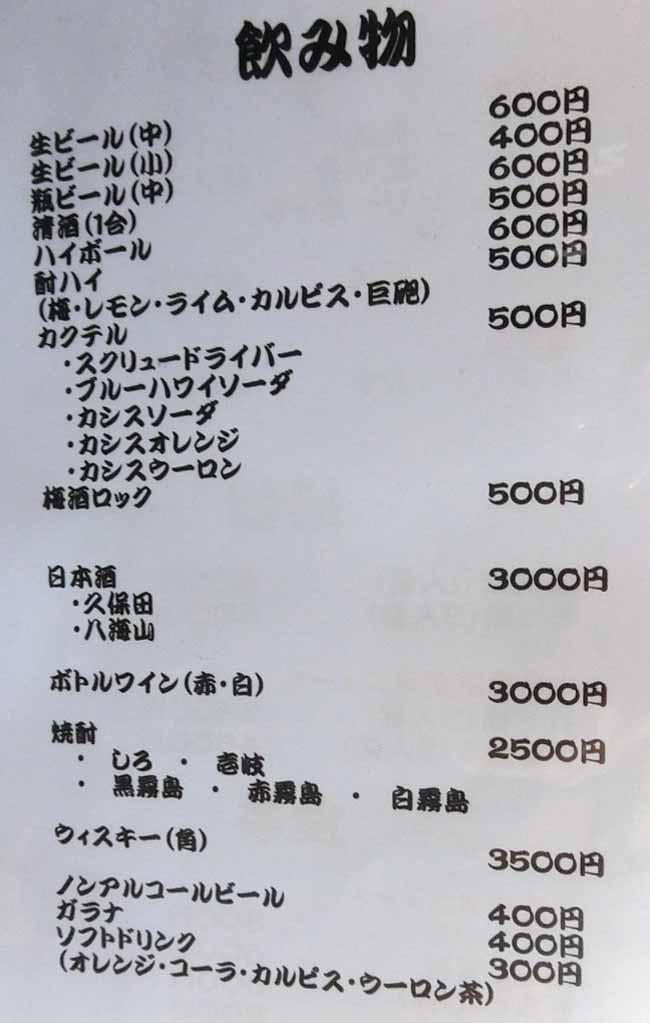 飲み物
生ビール(中) 600円
生ビール(小) 400円
瓶ビール(中) 600円
清酒(1合) 500円
ハイボール 600円
酎ハイ 500円
(梅・レモン・ライム・カルピス・巨砲)
カクテル 500円
・スクリュードライバー
・ブルーハワイソーダ
・カシスソーダ
・カシスオレンジ
・カシスウーロン
梅酒ロック 500円
日本酒 3000円
・久保田
・八海山
ボトルワイン(赤・白) 3000円
焼酎 2500円
・ しろ ・ 壱岐
・ 黒霧島 ・ 赤霧島 ・ 白霧島
ウィスキー(角) 3500円
ノンアルコールビール 400円
ガラナ 400円
ソフトドリンク 300円
(オレンジ・コーラ・カルピス・ウーロン茶)